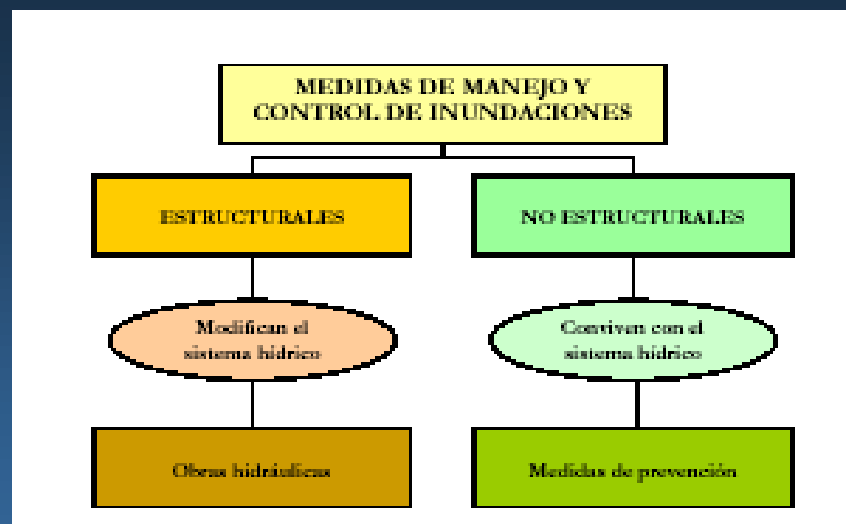 MEDIDAS DE MANEJO Y
CONTROL DE INUNDACIONES
ESTRUCTURALES
NO ESTRUCTURALES
Modifican el
sistema hídrico
Conviven con el
sistema hídrico
Obras hidráulicas
Medidas de prevención